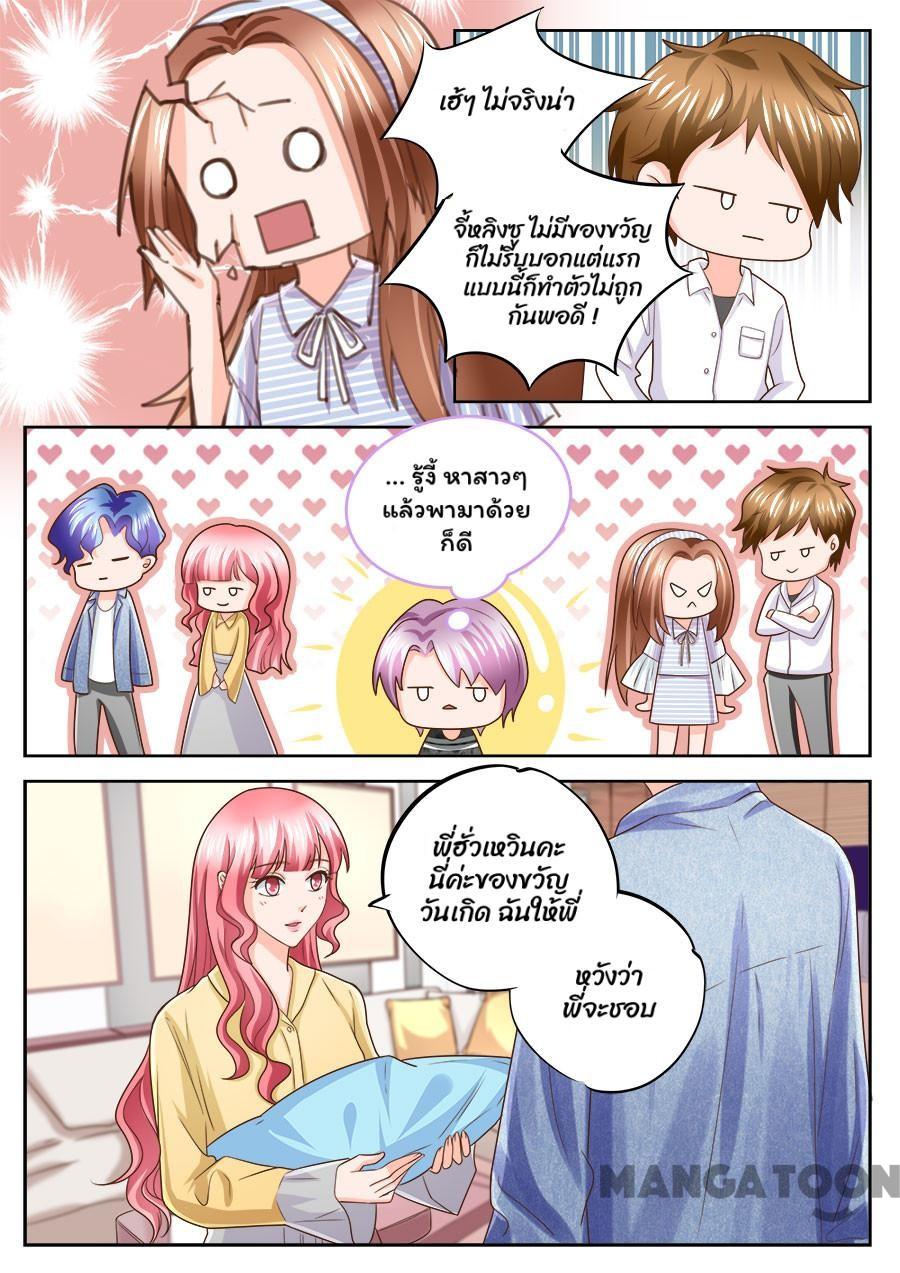 เฮ้ๆ ไม่จริงน่า
จี้หลิงซู ไม่มีของขวัญ
ก็ไม่รีบบอกแต่แรก
แบบนี้ก็ทำตัวไม่ถูก
กันพอดี !
... รู้งี้ หาสาวๆ
แล้วพามาด้วย
ก็ดี
พี่ฮั่วเหวินคะ
นี่ค่ะของขวัญ
วันเกิด ฉันให้พี่
หวังว่า
พี่จะชอบ
MANGATOON